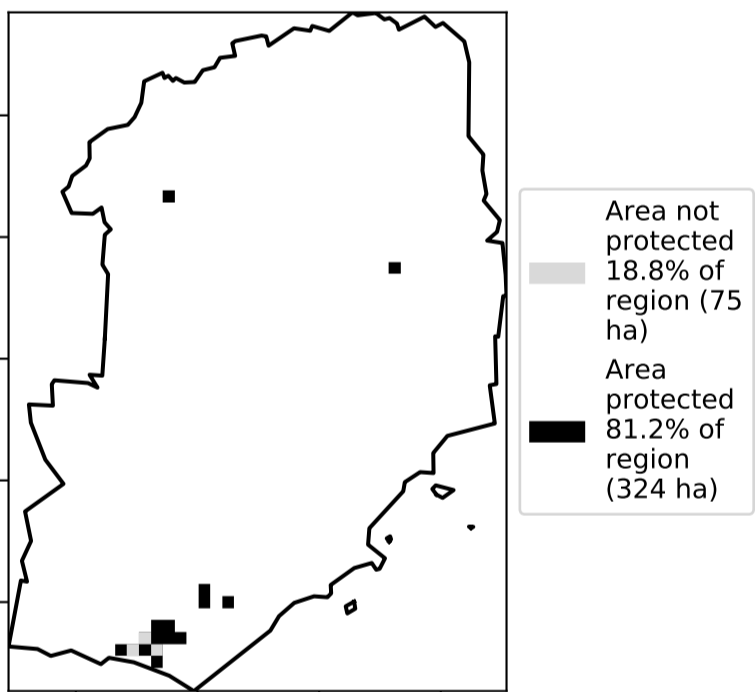 Area not
protected
18.8% of
region (75
ha)
Area
protected
81.2% of
region
(324 ha)